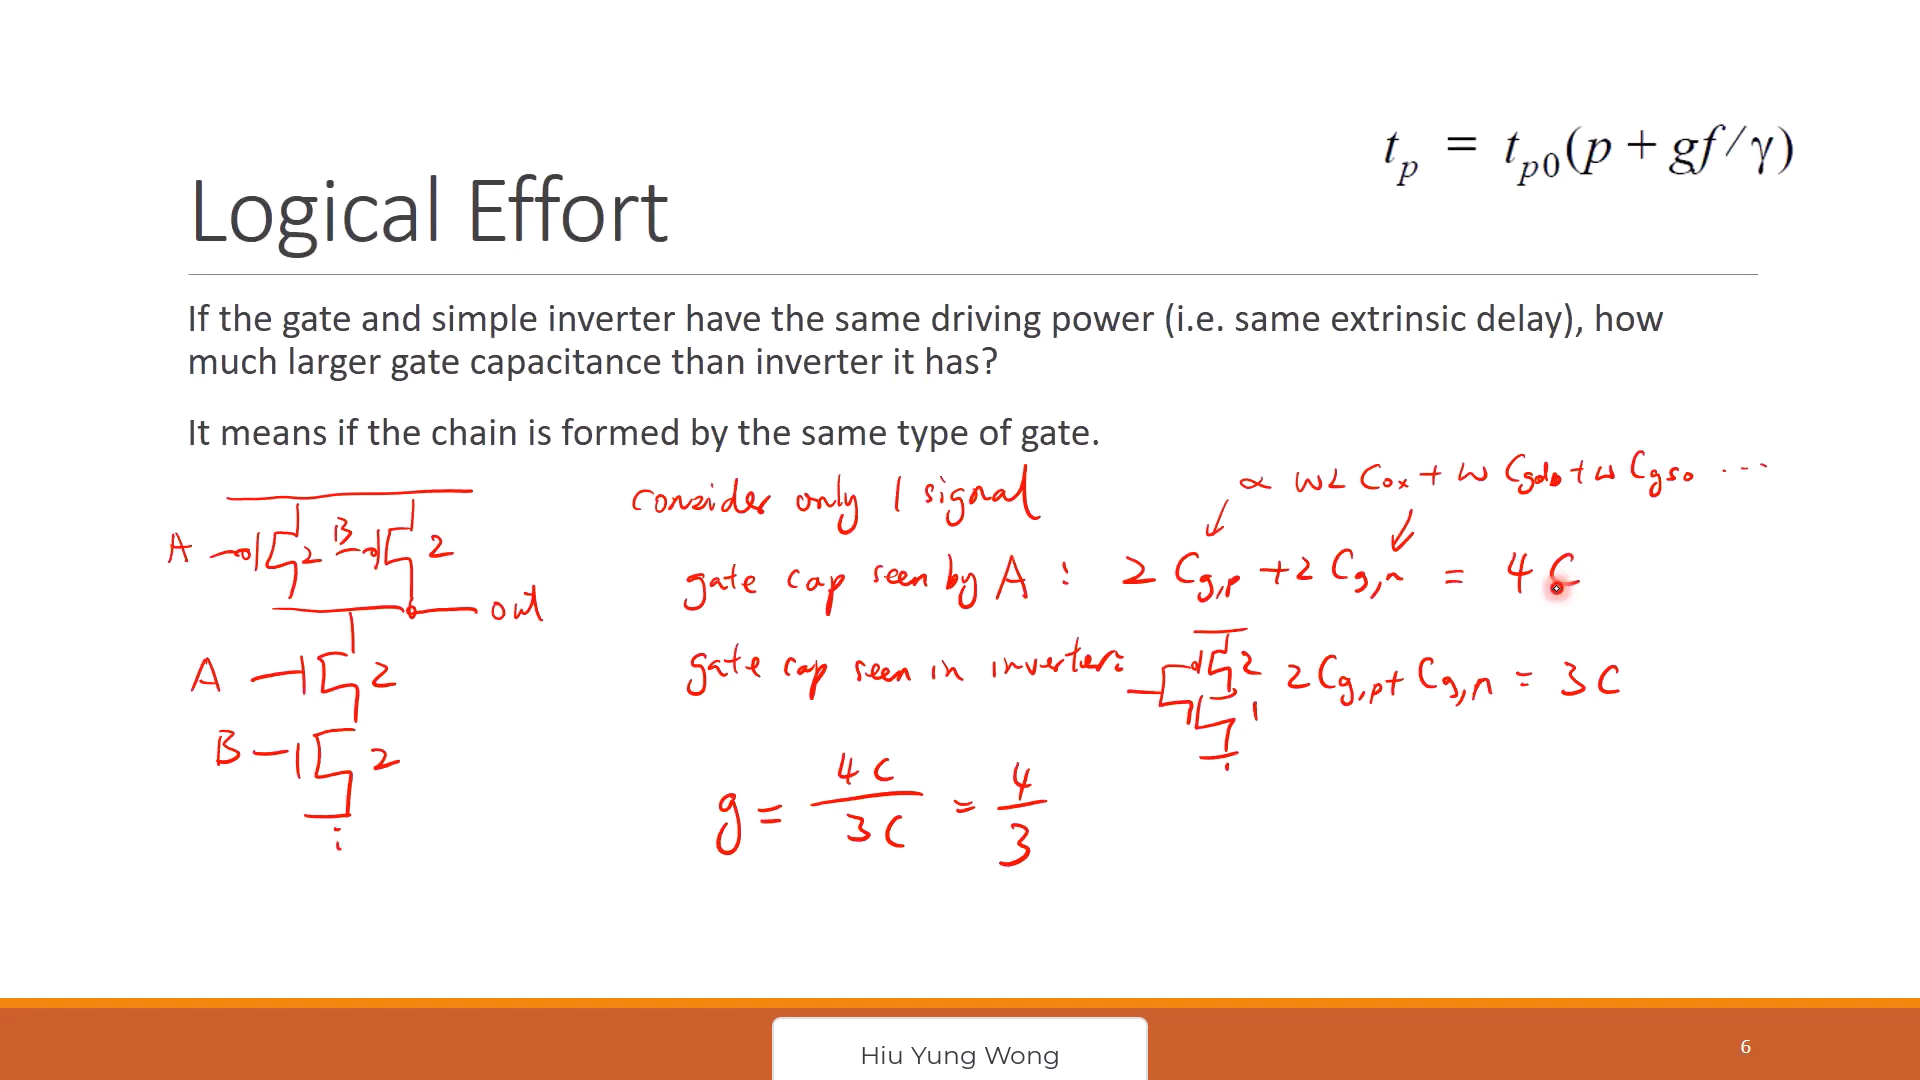 t_p = t_p0(p + gf/γ)
Logical Effort
If the gate and simple inverter have the same driving power (i.e. same extrinsic delay), how
much larger gate capacitance than inverter it has?
It means if the chain is formed by the same type of gate.
∝ WL Cox + W Cgdo + W Cgso ...
consider only 1 signal
A 2 B 2
gate cap seen by A : 2 Cg,p + 2 Cg,n = 4 C
out
gate cap seen in inverter: 2 1 2 Cg,p + Cg,n = 3 C
A 2
B 2
g = 4C / 3C = 4 / 3
Hiu Yung Wong
6